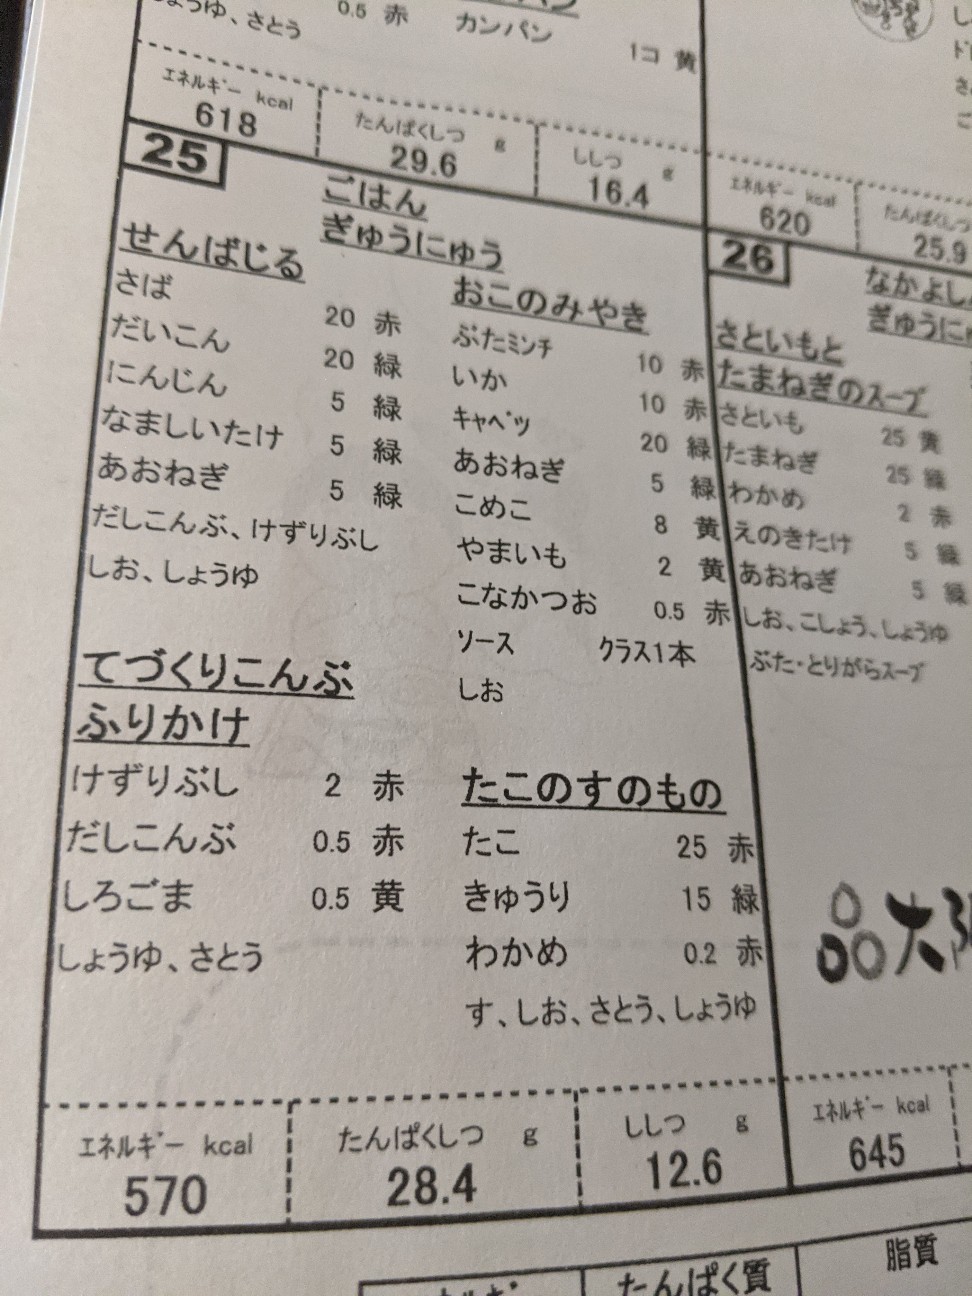 しょうゆ、さとう
0.5 赤
カンパン
1コ 黄
エネルギー kcal
618
たんぱくしつ g
29.6
ししつ g
16.4
エネルギー kcal
620
たんぱくしつ
25.9
25
ごはん
ぎゅうにゅう
せんばじる
さば 20 赤
だいこん 20 緑
にんじん 5 緑
なましいたけ 5 緑
あおねぎ 5 緑
だしこんぶ、けずりぶし
しお、しょうゆ
おこのみやき
ぶたミンチ 10 赤
いか 10 赤
キャベツ 20 緑
あおねぎ 5 緑
こめこ 8 黄
やまいも 2 黄
こなかつお 0.5 赤
ソース クラス1本
しお
てづくりこんぶ
ふりかけ
けずりぶし 2 赤
だしこんぶ 0.5 赤
しろごま 0.5 黄
しょうゆ、さとう
たこのすのもの
たこ 25 赤
きゅうり 15 緑
わかめ 0.2 赤
す、しお、さとう、しょうゆ
エネルギー kcal
570
たんぱくしつ g
28.4
ししつ g
12.6
26
なかよし
ぎゅうに
さといもと
たまねぎのスープ
さといも 25 黄
たまねぎ 25 緑
わかめ 2 赤
えのきたけ 5 緑
あおねぎ 5 緑
しお、こしょう、しょうゆ
ぶた・とりがらスープ
大
エネルギー kcal
645
たんぱく質
脂質